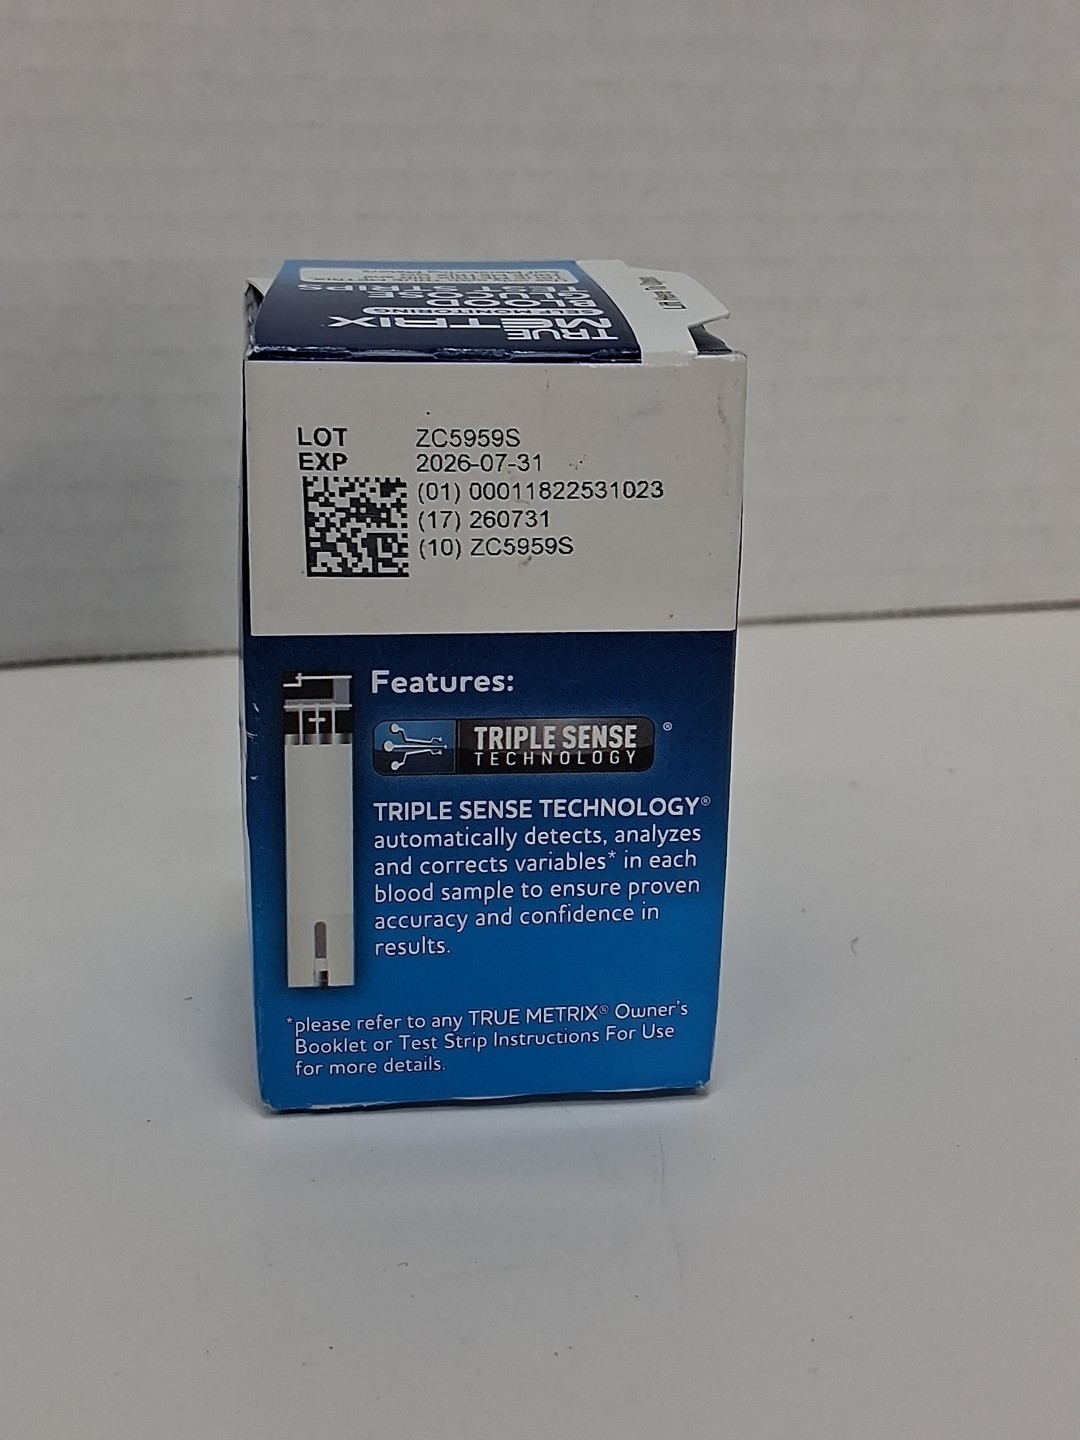 TRUE
METRIX
SELF MONITORING
BLOOD
GLUCOSE
TEST STRIPS
LOT ZC5959S
EXP 2026-07-31
(01) 00011822531023
(17) 260731
(10) ZC5959S
Features:
TRIPLE SENSE ®
TECHNOLOGY
TRIPLE SENSE TECHNOLOGY®
automatically detects, analyzes
and corrects variables* in each
blood sample to ensure proven
accuracy and confidence in
results.
*please refer to any TRUE METRIX® Owner's
Booklet or Test Strip Instructions For Use
for more details.